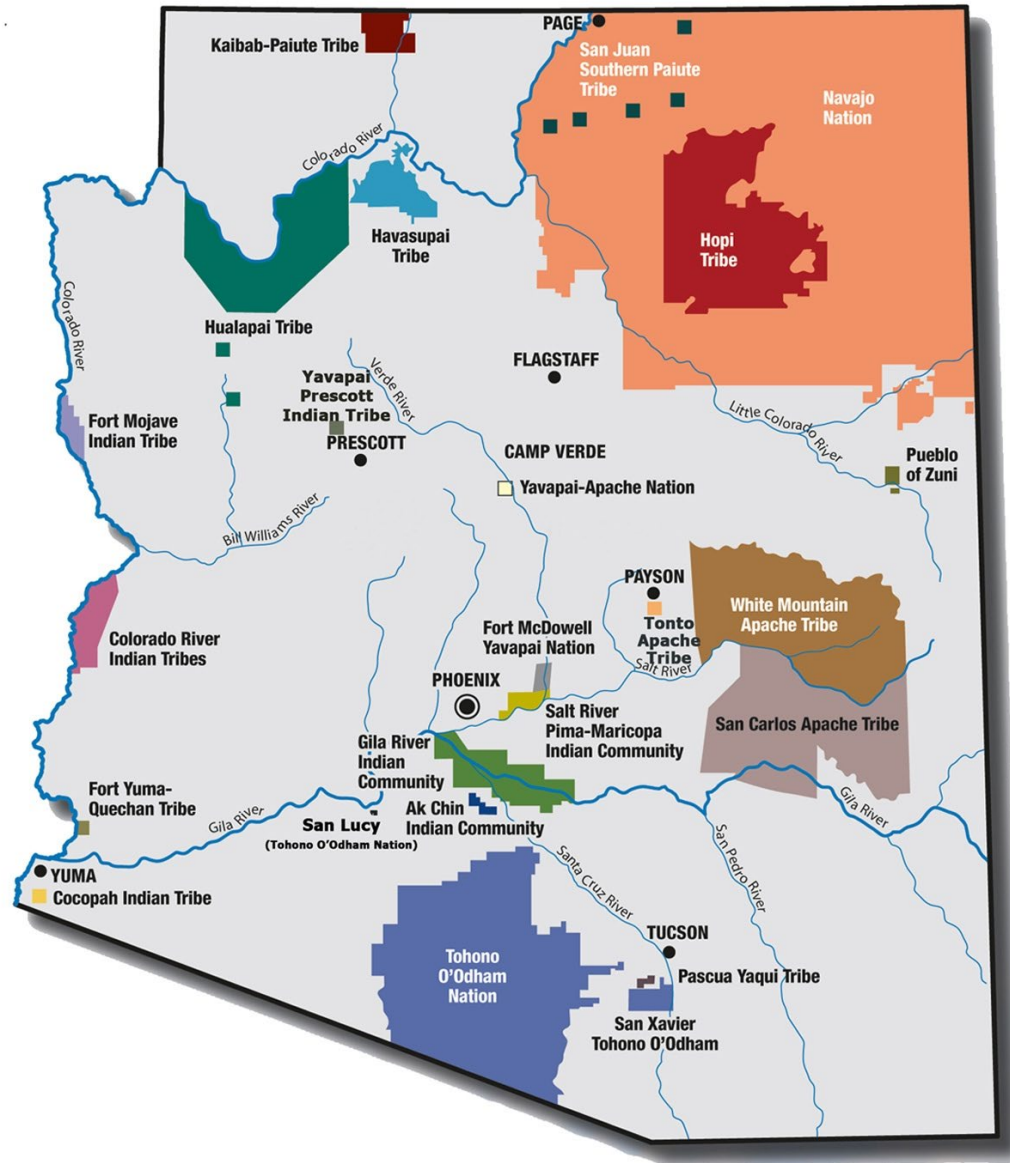 PAGE
Kaibab-Paiute Tribe
San Juan
Southern Paiute
Tribe
Navajo
Nation
Colorado River
Havasupai
Tribe
Hopi
Tribe
Colorado River
Hualapai Tribe
FLAGSTAFF
Verde River
Yavapai
Prescott
Indian Tribe
PRESCOTT
Fort Mojave
Indian Tribe
Little Colorado River
CAMP VERDE
Yavapai-Apache Nation
Pueblo
of Zuni
Bill Williams River
PAYSON
Tonto
Apache
Tribe
White Mountain
Apache Tribe
Colorado River
Indian Tribes
Fort McDowell
Yavapai Nation
Salt River
PHOENIX
Salt River
Pima-Maricopa
Indian Community
San Carlos Apache Tribe
Gila River
Indian
Community
Fort Yuma-
Quechan Tribe
Gila River
San Lucy
(Tohono O'Odham Nation)
Ak Chin
Indian Community
Gila River
San Pedro River
Santa Cruz River
YUMA
Cocopah Indian Tribe
TUCSON
Tohono
O'Odham
Nation
Pascua Yaqui Tribe
San Xavier
Tohono O'Odham